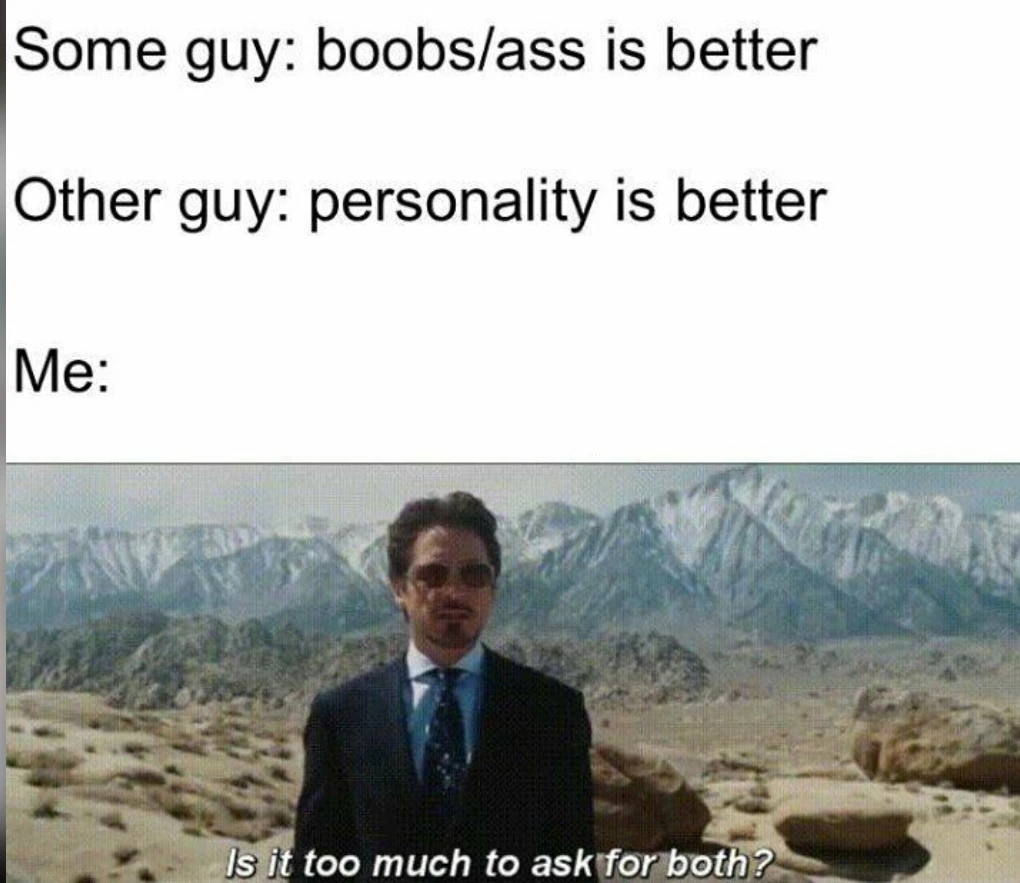 Some guy: boobs/ass is better
Other guy: personality is better
Me:
Is it too much to ask for both?